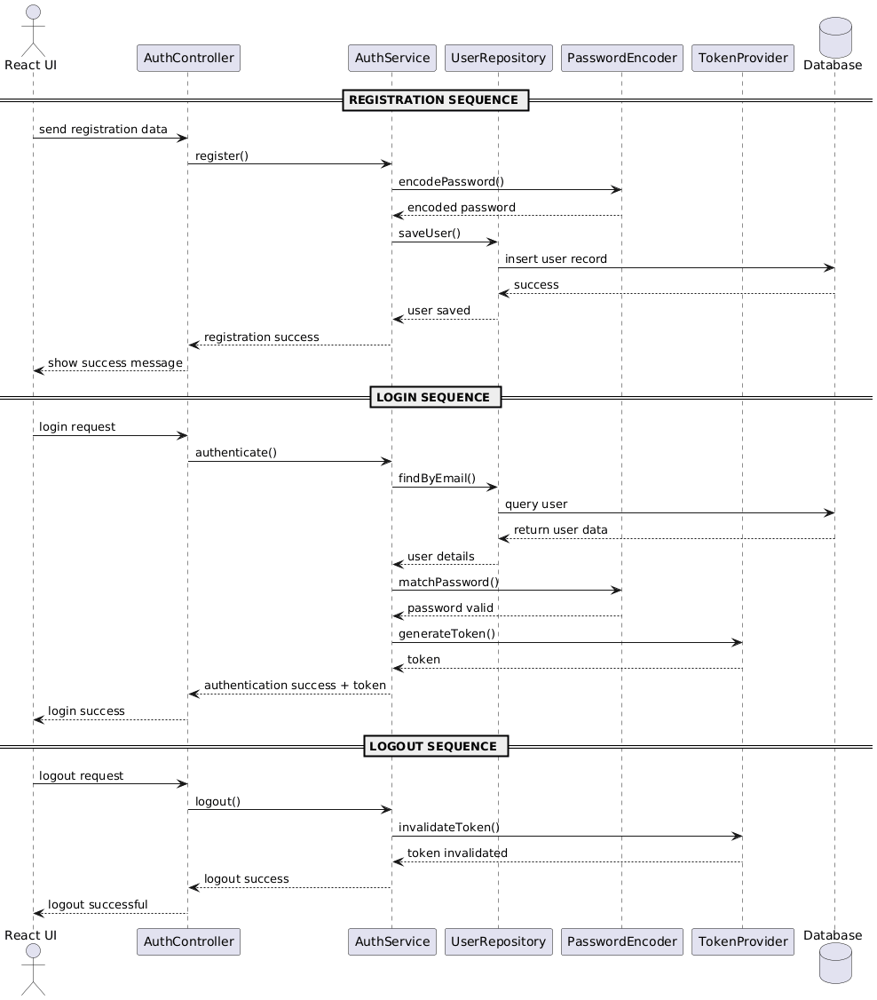 React UI
AuthController
AuthService
UserRepository
PasswordEncoder
TokenProvider
Database
REGISTRATION SEQUENCE
send registration data
register()
encodePassword()
encoded password
saveUser()
insert user record
success
user saved
registration success
show success message
LOGIN SEQUENCE
login request
authenticate()
findByEmail()
query user
return user data
user details
matchPassword()
password valid
generateToken()
token
authentication success + token
login success
LOGOUT SEQUENCE
logout request
logout()
invalidateToken()
token invalidated
logout success
logout successful
React UI
AuthController
AuthService
UserRepository
PasswordEncoder
TokenProvider
Database